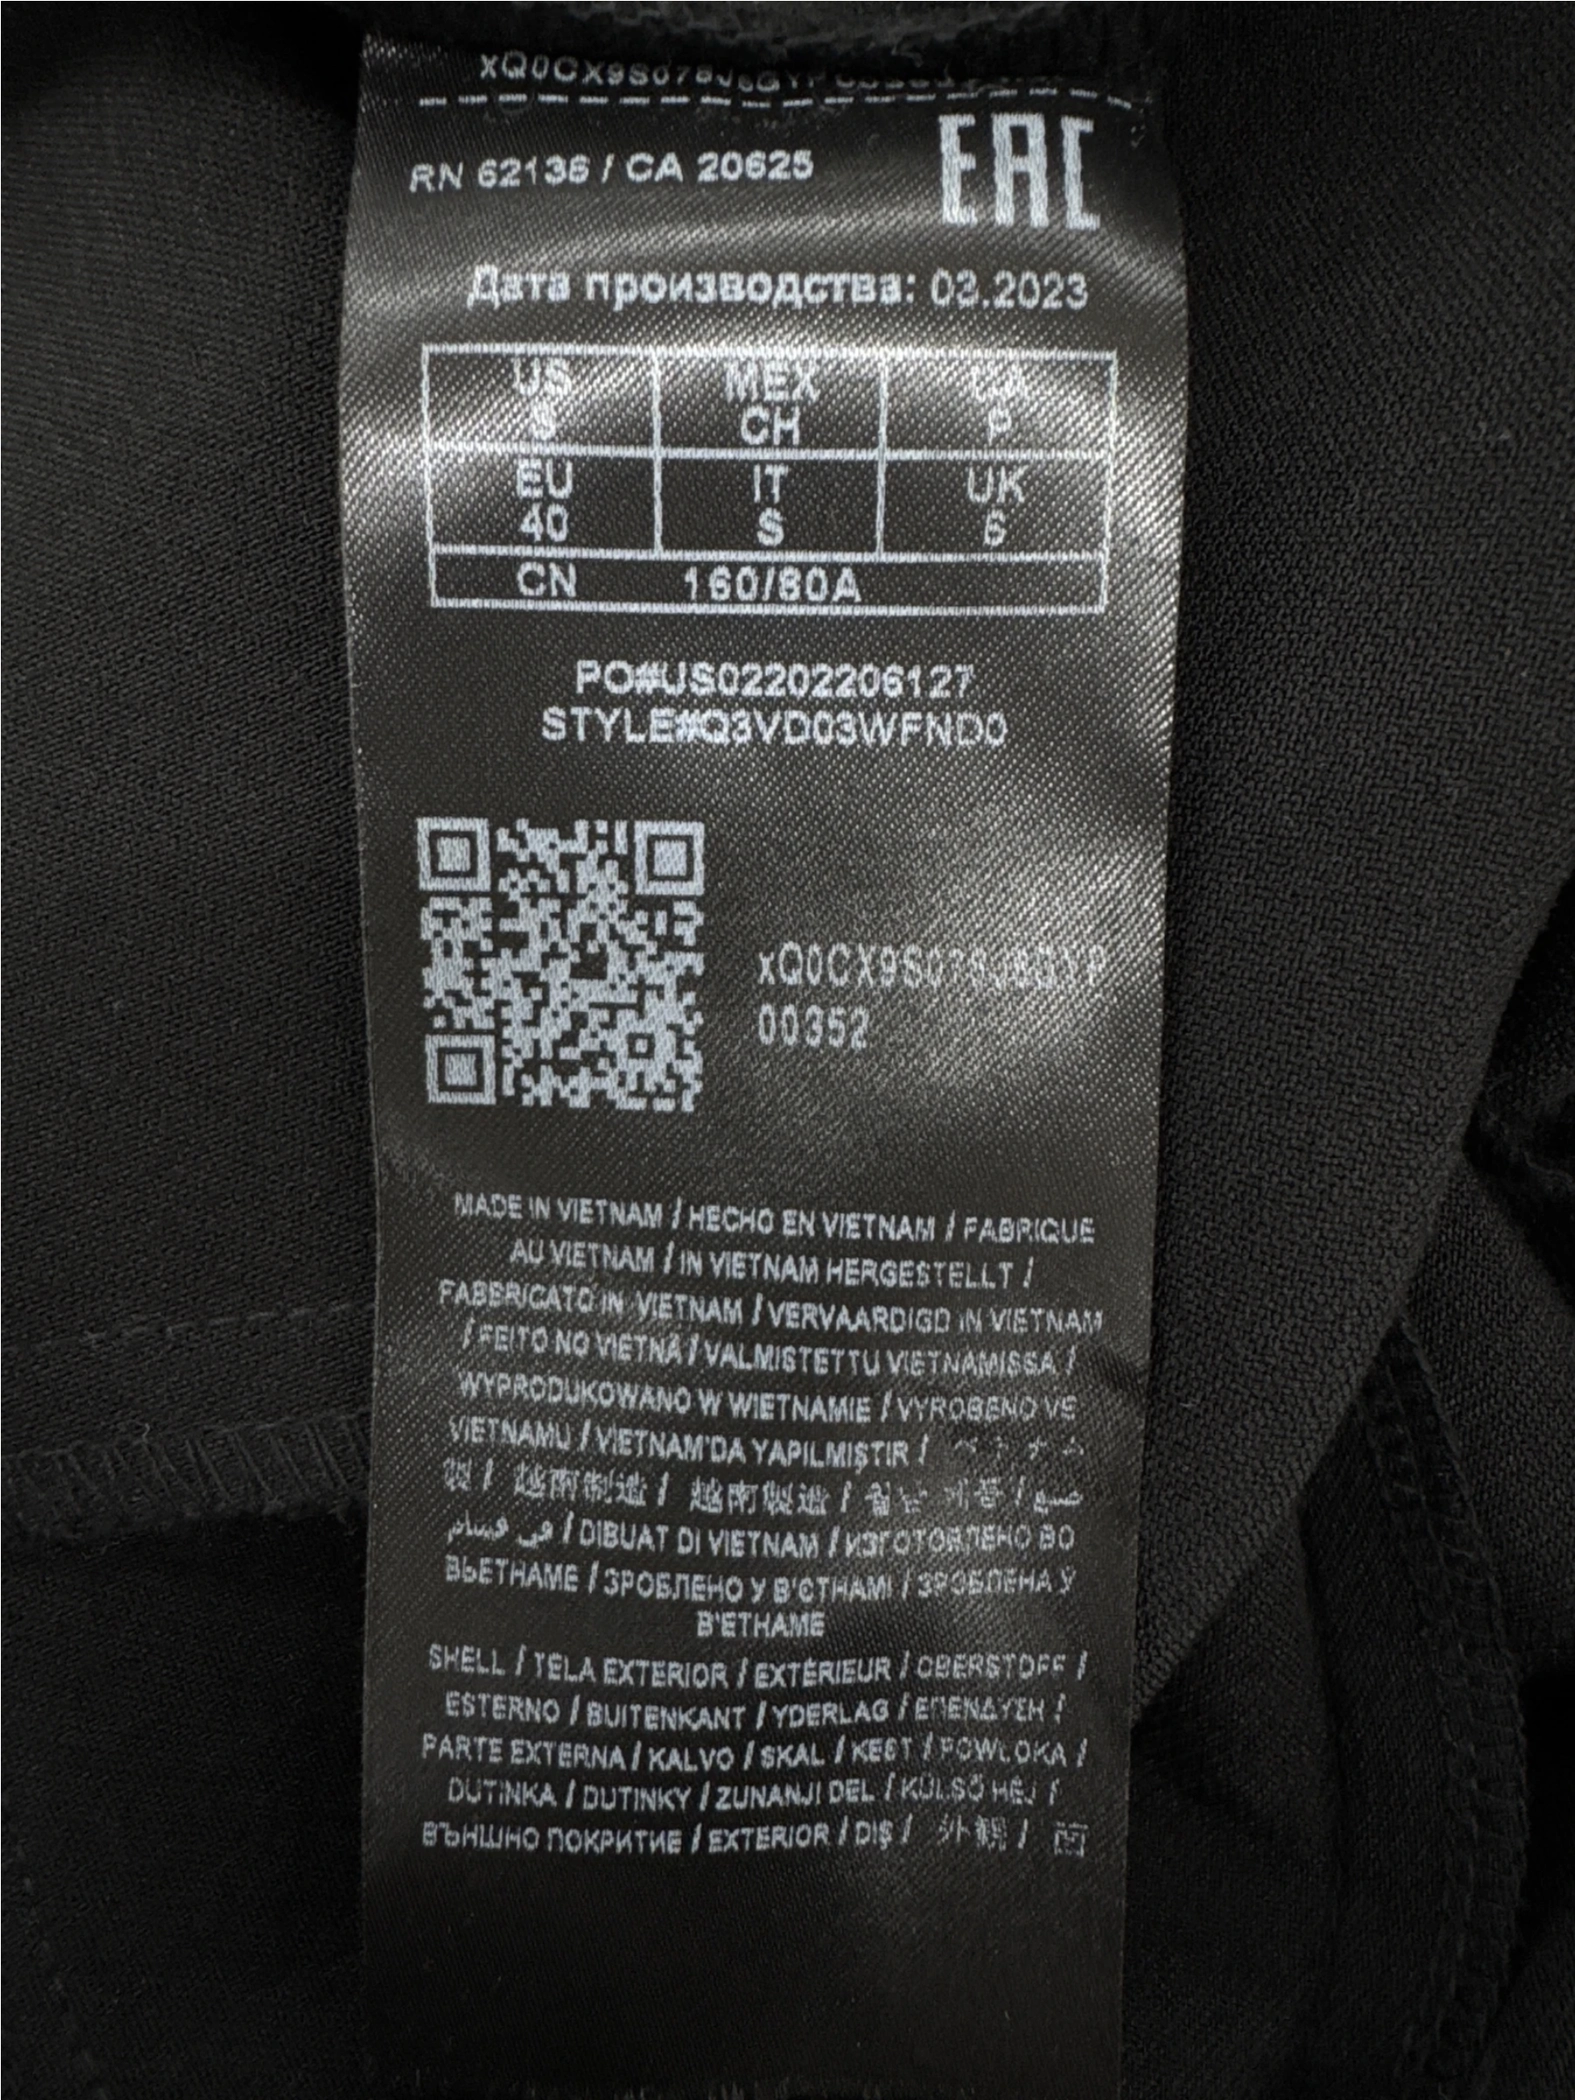 RN 62136 / CA 20625
EAC
Дата производства: 03.2023
US MEX CA
S CH P
EU IT UK
40 S 6
CN 160/80A
PO#US02202206127
STYLE#Q3VD03WFND0
00352
MADE IN VIETNAM / HECHO EN VIETNAM / FABRIQUE
AU VIETNAM / IN VIETNAM HERGESTELLT /
FABBRICATO IN VIETNAM / VERVAARDIGD IN VIETNAM
/ FEITO NO VIETNÃ / VALMISTETTU VIETNAMISSA /
WYPRODUKOWANO W WIETNAMIE / VYROBENO VE
VIETNAMU / VIETNAM'DA YAPILMIŞTIR /
製 / 越南制造 / 越南製造 /
في فيتنام / DIBUAT DI VIETNAM / ИЗГОТОВЛЕНО ВО
ВЬЕТНАМЕ / ЗРОБЛЕНО У В'ЄТНАМІ / ЗРОБЛЕНА У
В'ЕТНАМЕ
SHELL / TELA EXTERIOR / EXTÉRIEUR / OBERSTOFF /
ESTERNO / BUITENKANT / YDERLAG / ΕΠΕΝΔΥΣΗ /
PARTE EXTERNA / KALVO / SKAL / KEST / POWŁOKA /
DUTINKA / DUTINKY / ZUNANJI DEL / KÜLSŐ HÉJ /
ВЪНШНО ПОКРИТИЕ / EXTERIOR / DIŞ /